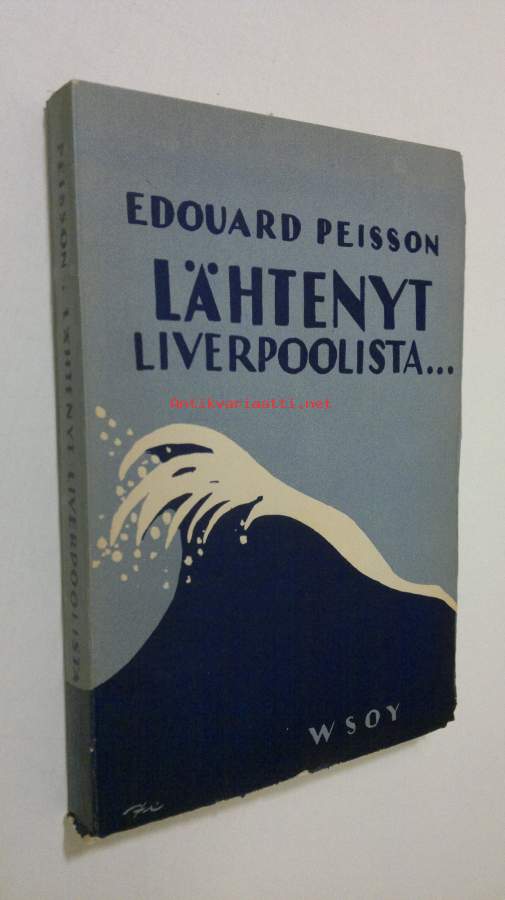 EDOUARD PEISSON
LÄHTENYT
LIVERPOOLISTA...
Antikvariaatti.net
WSOY
PEISSON · LÄHTENYT LIVERPOOLISTA